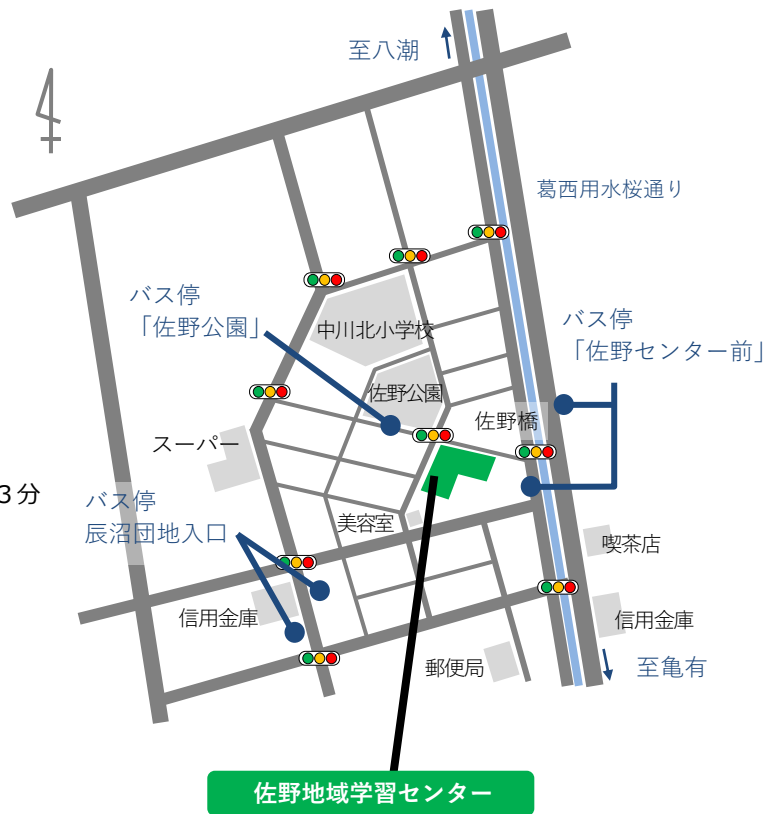 至八潮
葛西用水桜通り
バス停
「佐野公園」
中川北小学校
バス停
「佐野センター前」
佐野公園
佐野橋
スーパー
3分
バス停
辰沼団地入口
美容室
喫茶店
信用金庫
信用金庫
郵便局
至亀有
佐野地域学習センター